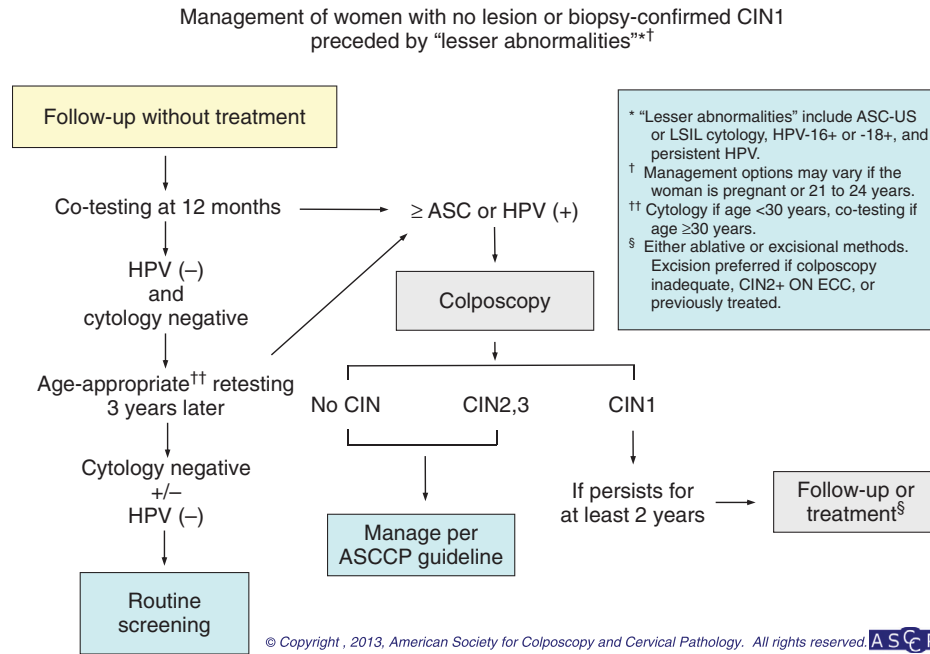 Management of women with no lesion or biopsy-confirmed CIN1
preceded by “lesser abnormalities”*†
Follow-up without treatment
Co-testing at 12 months
≥ ASC or HPV (+)
HPV (–)
and
cytology negative
Colposcopy
Age-appropriate†† retesting
3 years later
No CIN
CIN2,3
CIN1
Cytology negative
+/–
HPV (–)
If persists for
at least 2 years
Follow-up or
treatment§
Manage per
ASCCP guideline
Routine
screening
* “Lesser abnormalities” include ASC-US
or LSIL cytology, HPV-16+ or -18+, and
persistent HPV.
† Management options may vary if the
woman is pregnant or 21 to 24 years.
†† Cytology if age <30 years, co-testing if
age ≥30 years.
§ Either ablative or excisional methods.
Excision preferred if colposcopy
inadequate, CIN2+ ON ECC, or
previously treated.
© Copyright , 2013, American Society for Colposcopy and Cervical Pathology. All rights reserved.
ASCCP